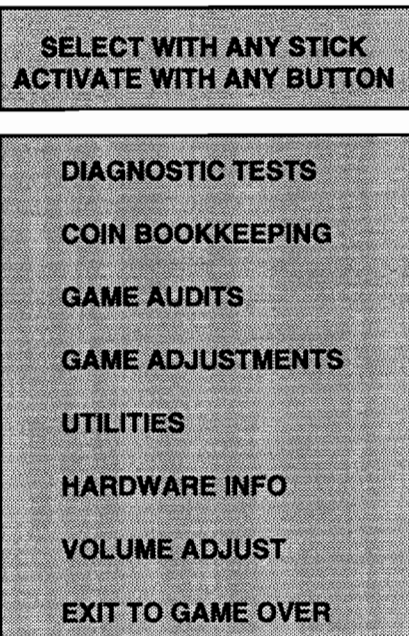 SELECT WITH ANY STICK
ACTIVATE WITH ANY BUTTON
DIAGNOSTIC TESTS
COIN BOOKKEEPING
GAME AUDITS
GAME ADJUSTMENTS
UTILITIES
HARDWARE INFO
VOLUME ADJUST
EXIT TO GAME OVER